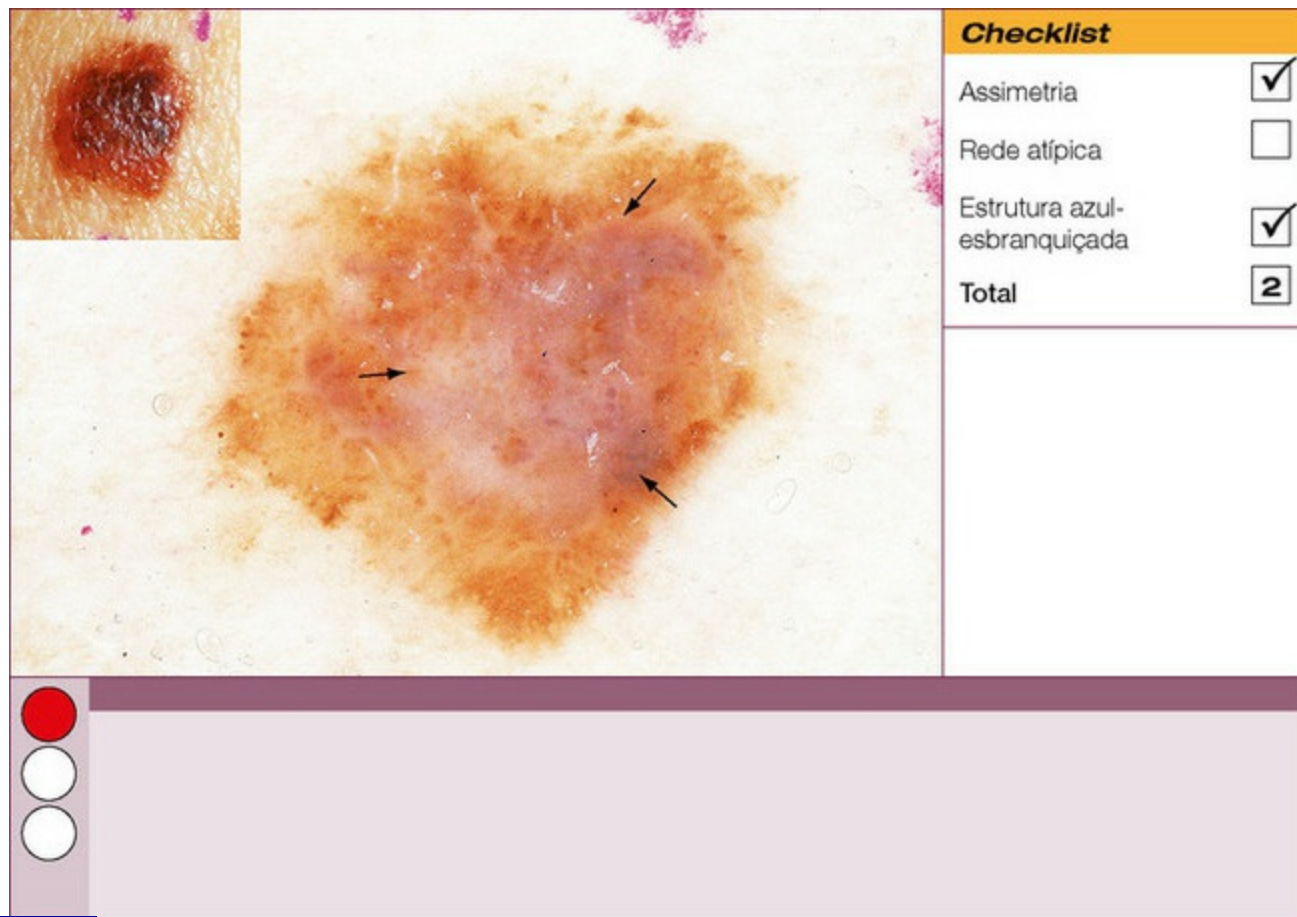 Checklist
Assimetria
Rede atípica
Estrutura azul-
esbranquiçada
Total 2